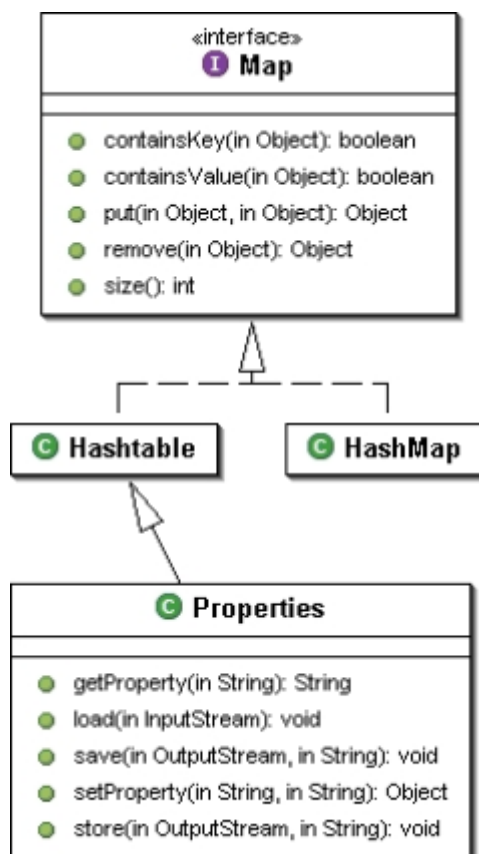 «interface»
I Map
containsKey(in Object): boolean
containsValue(in Object): boolean
put(in Object, in Object): Object
remove(in Object): Object
size(): int
C Hashtable
C HashMap
C Properties
getProperty(in String): String
load(in InputStream): void
save(in OutputStream, in String): void
setProperty(in String, in String): Object
store(in OutputStream, in String): void